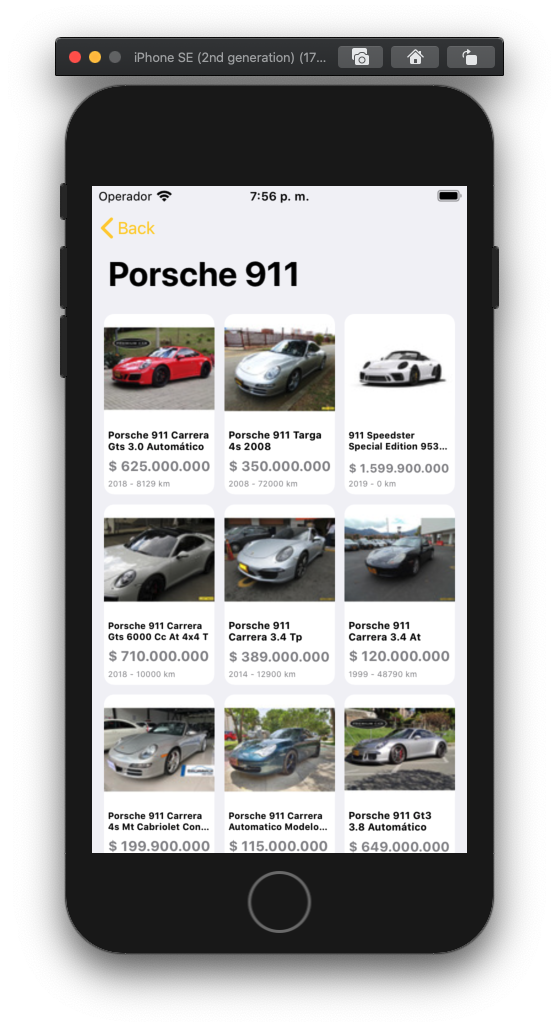 iPhone SE (2nd generation) (17...
Operador
7:56 p. m.
Back
Porsche 911
Porsche 911 Carrera
Gts 3.0 Automático
$ 625.000.000
2018 - 8129 km
Porsche 911 Targa
4s 2008
$ 350.000.000
2008 - 72000 km
911 Speedster
Special Edition 953...
$ 1.599.900.000
2019 - 0 km
Porsche 911 Carrera
Gts 6000 Cc At 4x4 T
$ 710.000.000
2018 - 10000 km
Porsche 911
Carrera 3.4 Tp
$ 389.000.000
2014 - 12900 km
Porsche 911
Carrera 3.4 At
$ 120.000.000
1999 - 48790 km
Porsche 911 Carrera
4s Mt Cabriolet Con...
$ 199.900.000
Porsche 911 Carrera
Automatico Modelo...
$ 115.000.000
Porsche 911 Gt3
3.8 Automático
$ 649.000.000